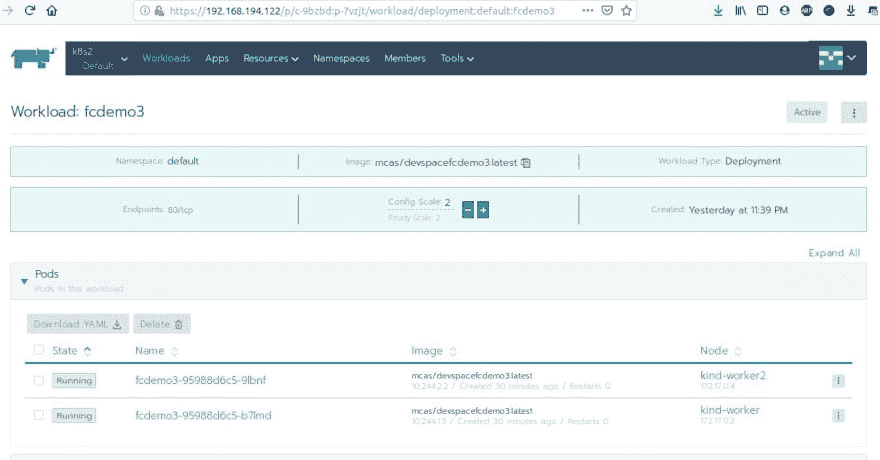 https://192.168.194.122/p/c-9bzbd:p-7vzjt/workload/deployment:default:fcdemo3
k8s2
Default
Workloads Apps Resources Namespaces Members Tools
Workload: fcdemo3
Active
Namespace: default
Image: mcas/devspacefcdemo3:latest
Workload Type: Deployment
Endpoints: 80/tcp
Config Scale: 2
Ready Scale: 2
Created: Yesterday at 11:39 PM
Expand All
Pods
Pods in this workload
Download YAML Delete
State Name Image Node
Running fcdemo3-95988d6c5-9lbnf mcas/devspacefcdemo3:latest kind-worker2
10.244.2.2 / Created 30 minutes ago / Restarts 0 172.17.0.4
Running fcdemo3-95988d6c5-b7lmd mcas/devspacefcdemo3:latest kind-worker
10.244.1.3 / Created 30 minutes ago / Restarts 0 172.17.0.2